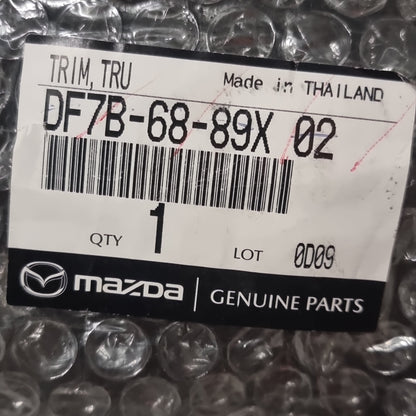 TRIM, TRU Made in THAILAND
DF7B-68-89X 02
QTY 1 LOT 0D09
mazda GENUINE PARTS